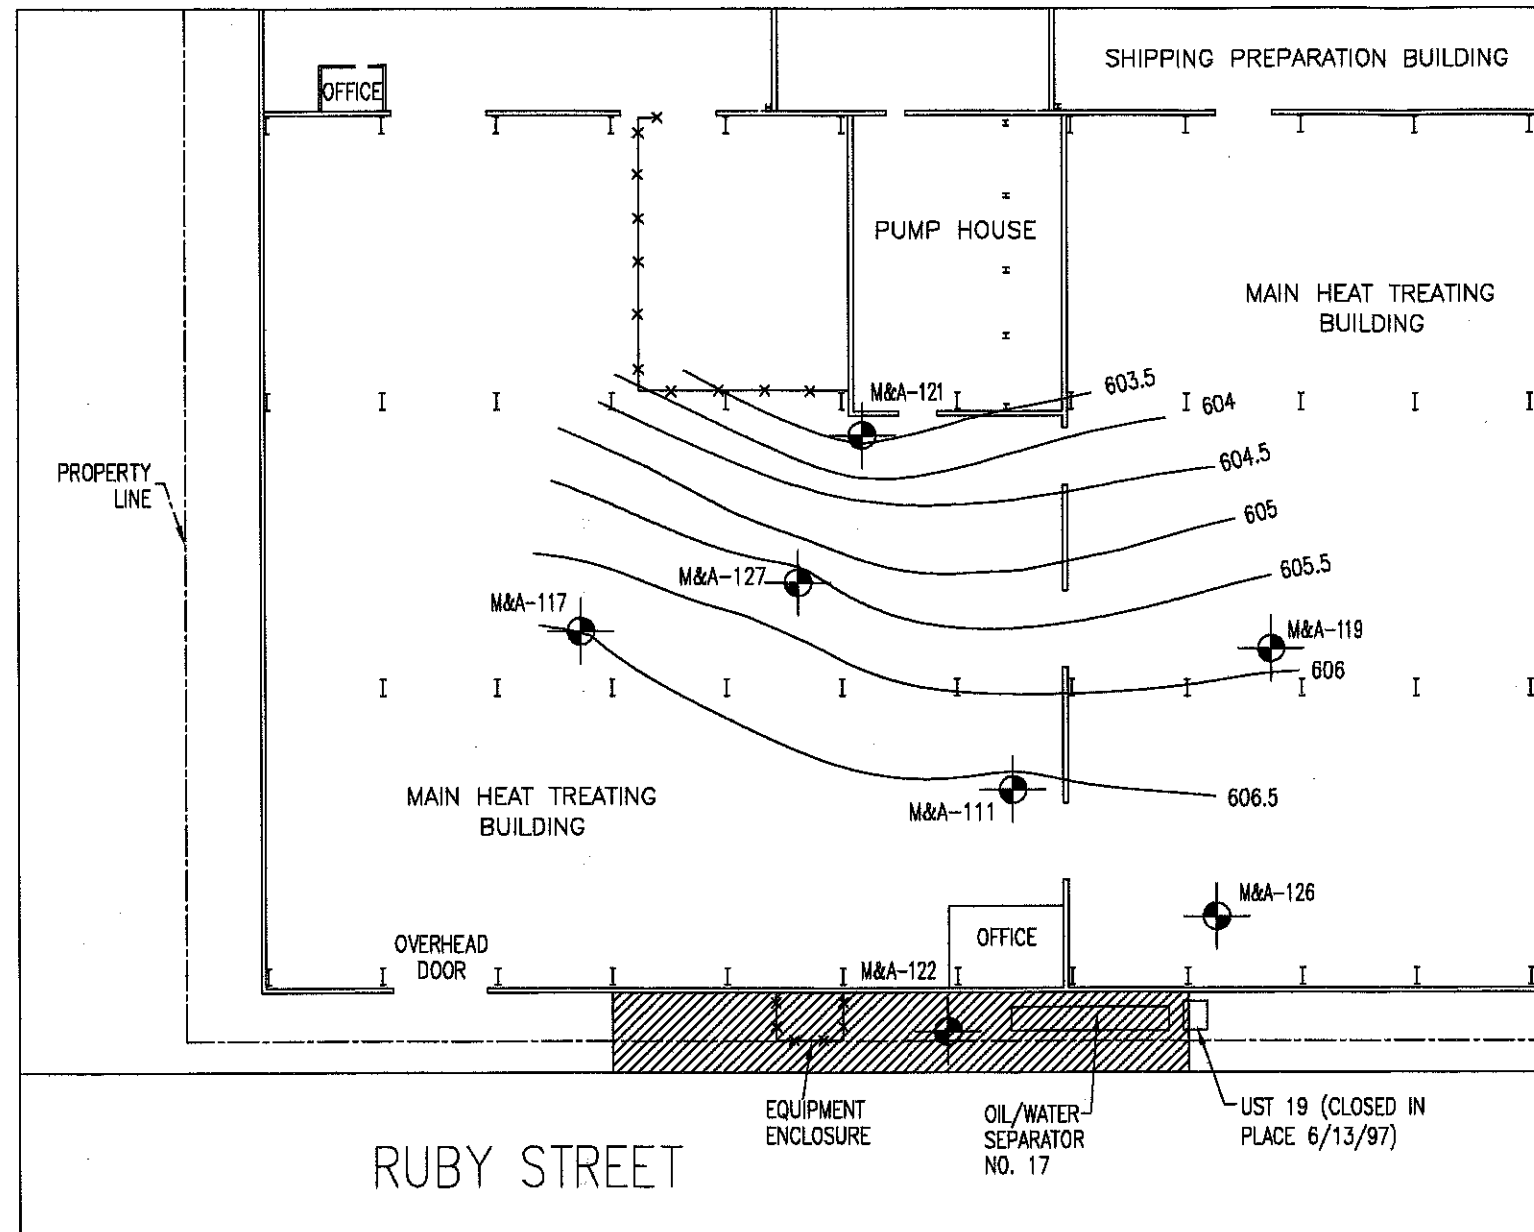 SHIPPING PREPARATION BUILDING
OFFICE
PUMP HOUSE
MAIN HEAT TREATING
BUILDING
M&A-121
603.5
604
604.5
605
605.5
606
606.5
PROPERTY
LINE
M&A-127
M&A-117
M&A-119
M&A-111
MAIN HEAT TREATING
BUILDING
M&A-126
OVERHEAD
DOOR
OFFICE
M&A-122
EQUIPMENT
ENCLOSURE
OIL/WATER
SEPARATOR
NO. 17
UST 19 (CLOSED IN
PLACE 6/13/97)
RUBY STREET